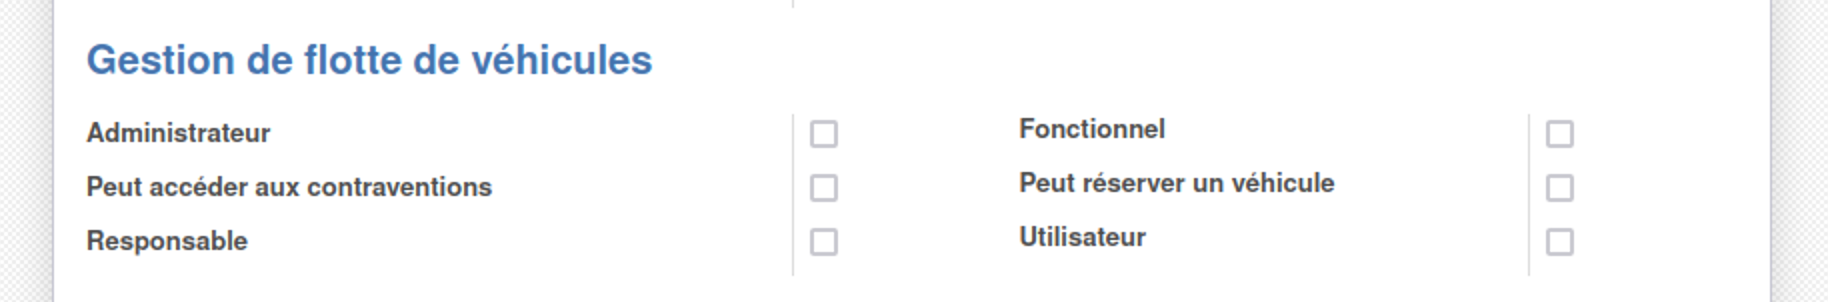 Gestion de flotte de véhicules
Administrateur
Fonctionnel
Peut accéder aux contraventions
Peut réserver un véhicule
Responsable
Utilisateur